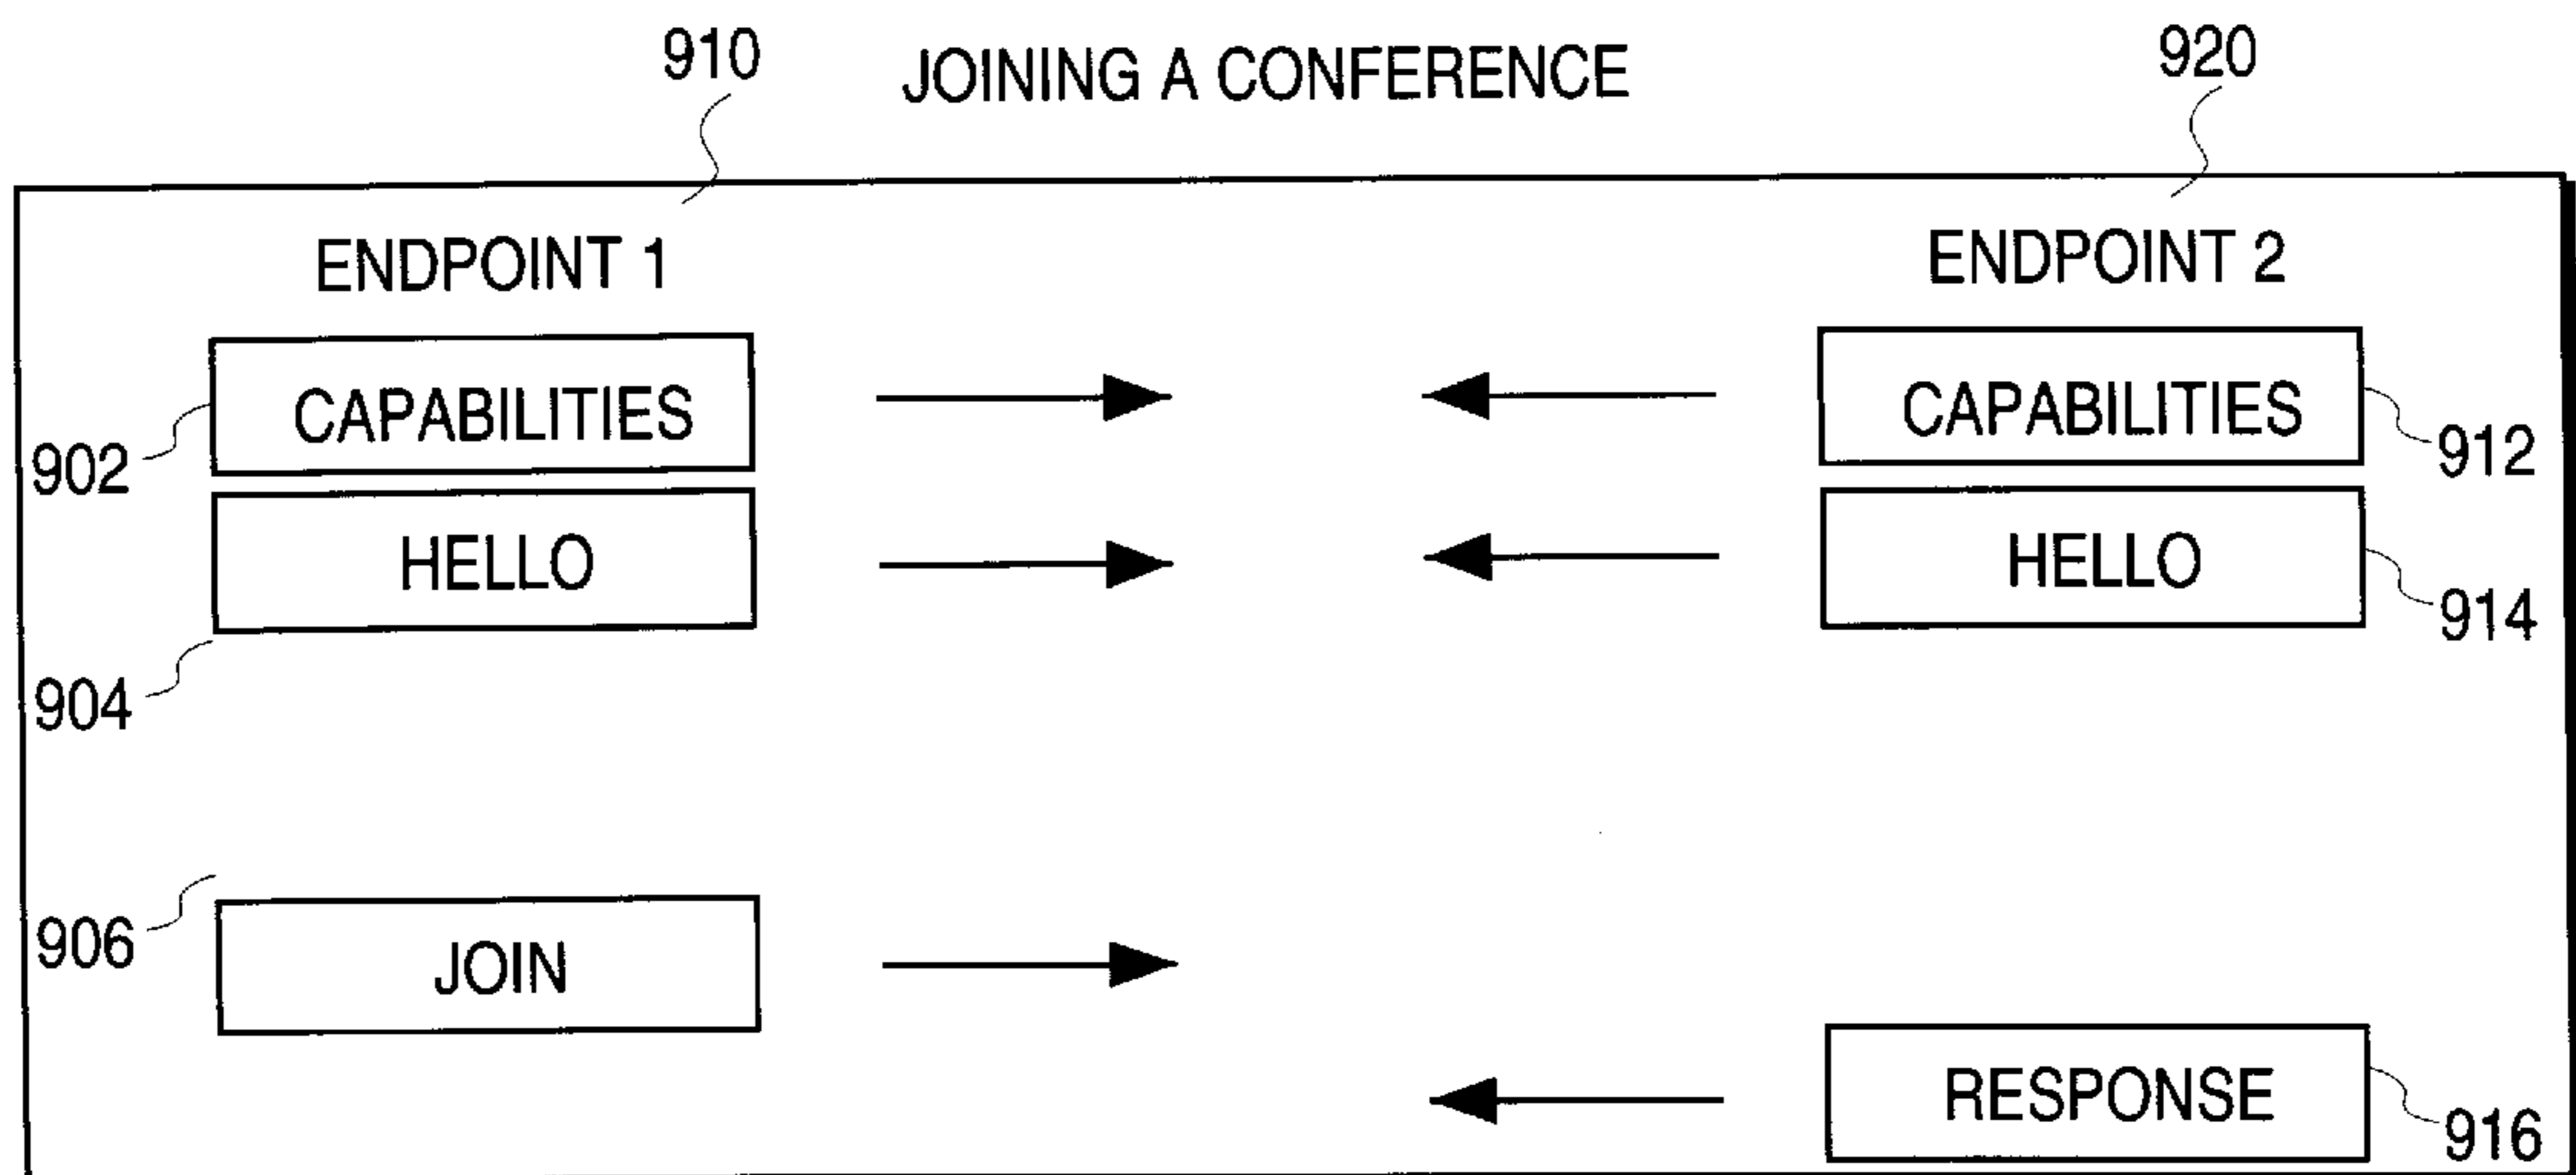 910
JOINING A CONFERENCE
920
ENDPOINT 1
ENDPOINT 2
CAPABILITIES
CAPABILITIES
902
912
HELLO
HELLO
904
914
906
JOIN
RESPONSE
916